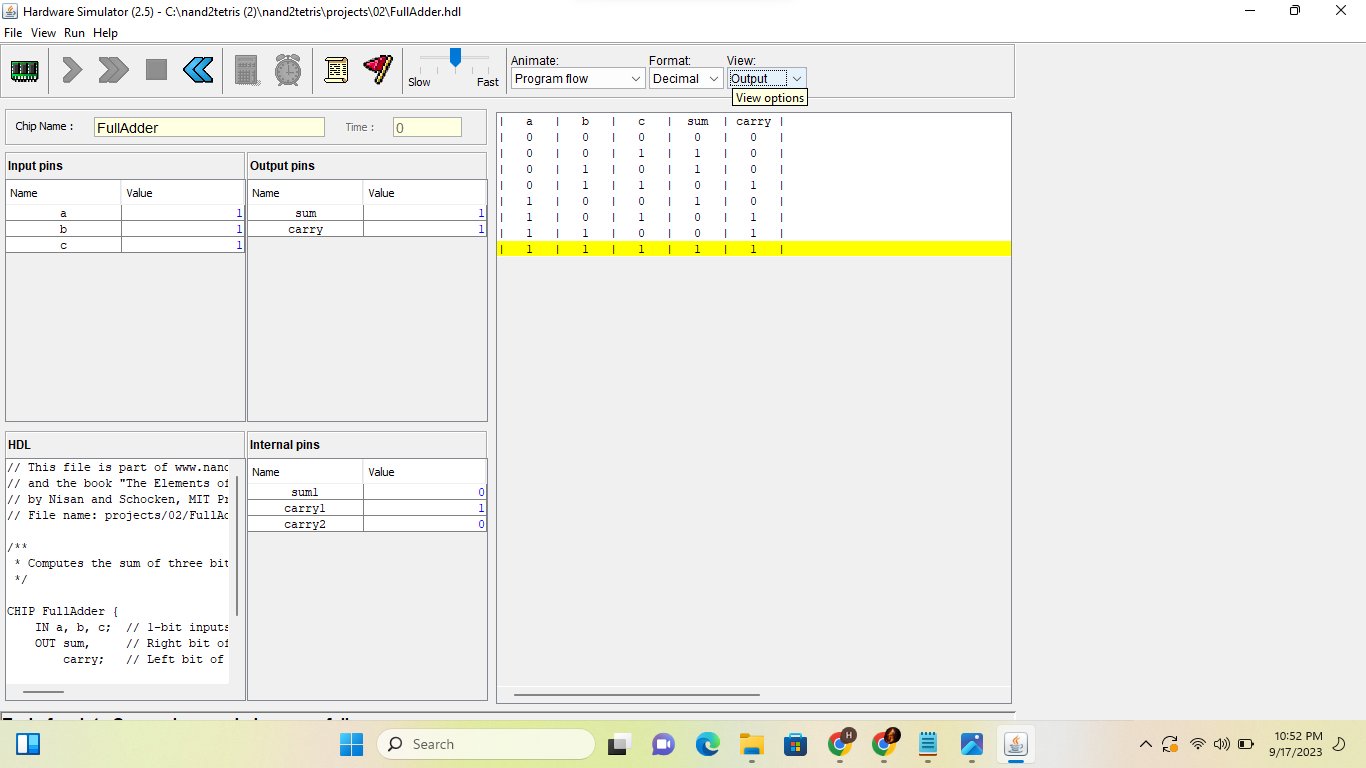 Hardware Simulator (2.5) - C:\nand2tetris (2)\nand2tetris\projects\02\FullAdder.hdl
File View Run Help
Animate: Format: View:
Slow Fast Program flow Decimal Output
View options
Chip Name : FullAdder Time : 0
Input pins Output pins
Name Value Name Value
a 1 sum 1
b 1 carry 1
c 1
| a | b | c | sum | carry |
| 0 | 0 | 0 | 0 | 0 |
| 0 | 0 | 1 | 1 | 0 |
| 0 | 1 | 0 | 1 | 0 |
| 0 | 1 | 1 | 0 | 1 |
| 1 | 0 | 0 | 1 | 0 |
| 1 | 0 | 1 | 0 | 1 |
| 1 | 1 | 0 | 0 | 1 |
| 1 | 1 | 1 | 1 | 1 |
HDL
// This file is part of www.nand
// and the book "The Elements of
// by Nisan and Schocken, MIT Pr
// File name: projects/02/FullAd
/**
* Computes the sum of three bit
*/
CHIP FullAdder {
IN a, b, c; // 1-bit inputs
OUT sum, // Right bit of
carry; // Left bit of
Internal pins
Name Value
sum1 0
carry1 1
carry2 0
Search
H
10:52 PM
9/17/2023